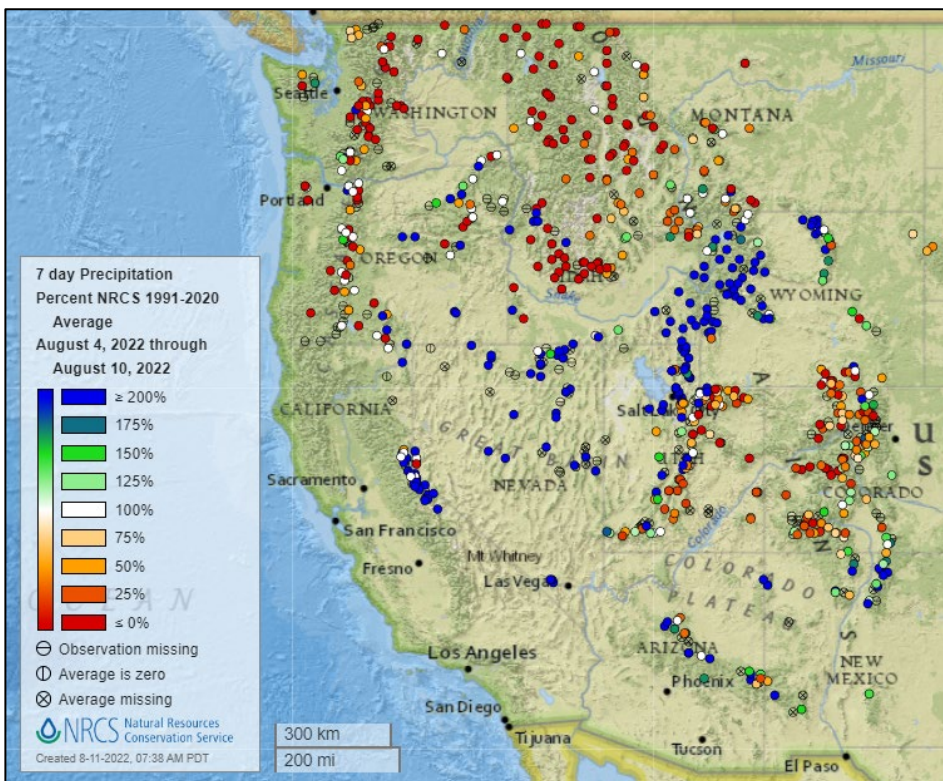 Seattle
WASHINGTON
MONTANA
Missouri
Portland
OREGON
Snake
WYOMING
CALIFORNIA
Salt Lake City
GREAT BASIN
UTAH
NEVADA
COLORADO
Colorado
Sacramento
San Francisco
Fresno
Mt Whitney
Las Vegas
COLORADO
PLATEAU
ARIZONA
NEW
MEXICO
Los Angeles
Phoenix
San Diego
Tijuana
Tucson
El Paso
OCEAN
U
S
7 day Precipitation
Percent NRCS 1991-2020
Average
August 4, 2022 through
August 10, 2022
≥ 200%
175%
150%
125%
100%
75%
50%
25%
≤ 0%
Observation missing
Average is zero
Average missing
NRCS Natural Resources
Conservation Service
Created 8-11-2022, 07:38 AM PDT
300 km
200 mi